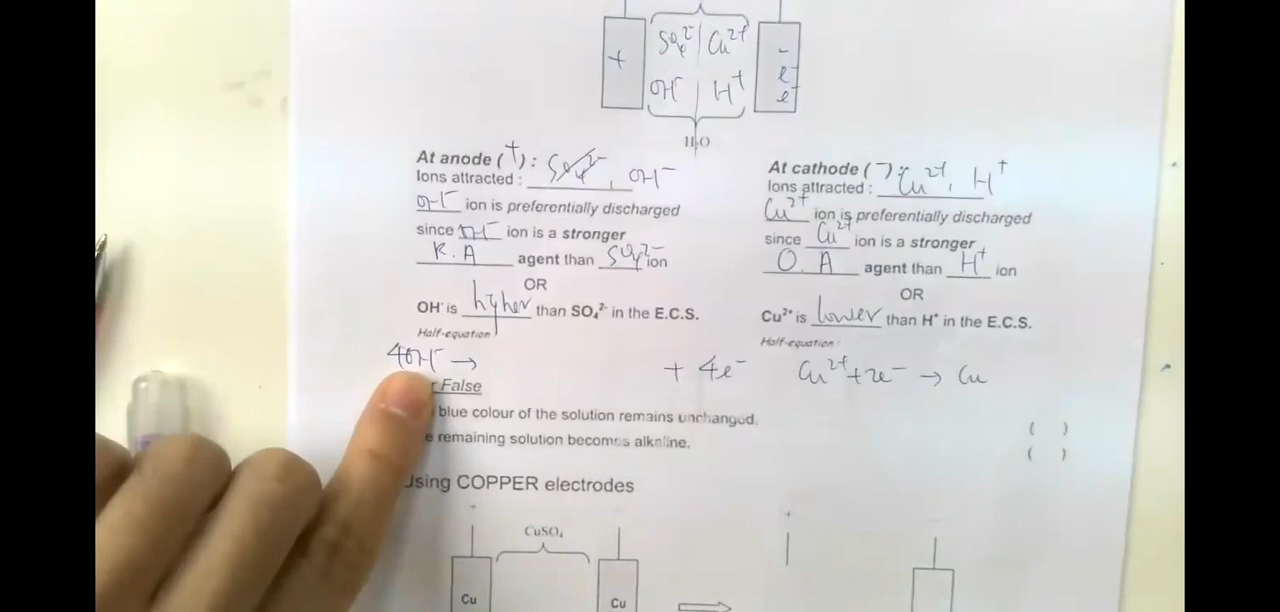 + SO₄²⁻ Cu²⁺ - e⁻
OH⁻ H⁺ e
H₂O
At anode (+): SO₄²⁻, OH⁻
Ions attracted :
OH⁻ ion is preferentially discharged
since OH⁻ ion is a stronger
R.A agent than SO₄²⁻ ion
OR
OH⁻ is higher than SO₄²⁻ in the E.C.S.
Half-equation
4OH⁻ → + 4e⁻
At cathode (-): Cu²⁺, H⁺
Ions attracted :
Cu²⁺ ion is preferentially discharged
since Cu²⁺ ion is a stronger
O.A agent than H⁺ ion
OR
Cu²⁺ is lower than H⁺ in the E.C.S.
Half-equation :
Cu²⁺ + 2e⁻ → Cu
False
blue colour of the solution remains unchanged. ( )
remaining solution becomes alkaline. ( )
Using COPPER electrodes
+ - + -
CuSO₄
Cu Cu